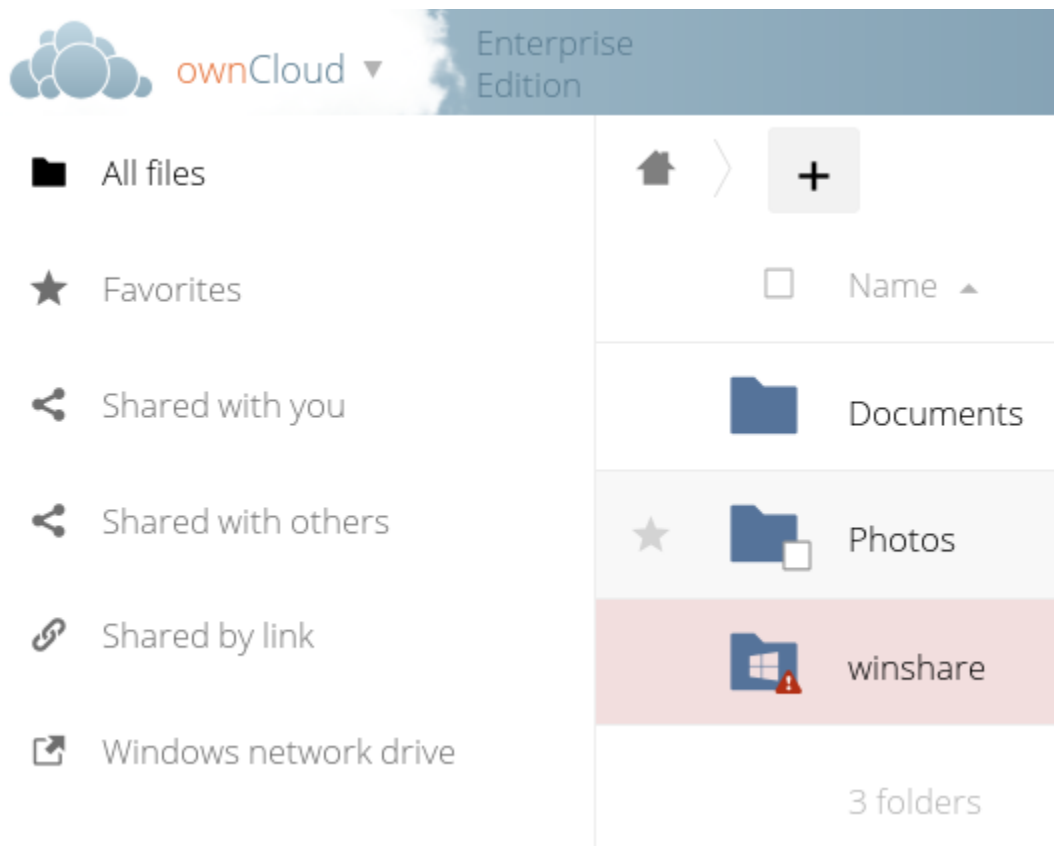 ownCloud
Enterprise
Edition
All files
Favorites
Shared with you
Shared with others
Shared by link
Windows network drive
Name
Documents
Photos
winshare
3 folders